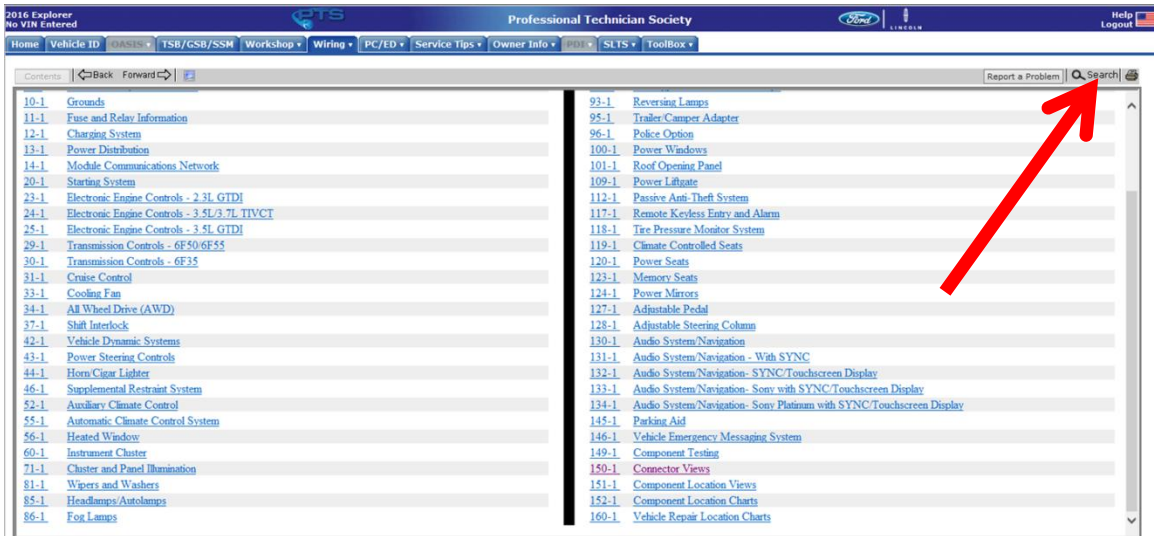 2016 Explorer
No VIN Entered
PTS
Professional Technician Society
Ford
LINCOLN
Help
Logout
Home Vehicle ID OASIS TSB/GSB/SSM Workshop Wiring PC/ED Service Tips Owner Info PDI SLTS ToolBox
Contents Back Forward Report a Problem Search
10-1 Grounds
11-1 Fuse and Relay Information
12-1 Charging System
13-1 Power Distribution
14-1 Module Communications Network
20-1 Starting System
23-1 Electronic Engine Controls - 2.3L GTDI
24-1 Electronic Engine Controls - 3.5L/3.7L TIVCT
25-1 Electronic Engine Controls - 3.5L GTDI
29-1 Transmission Controls - 6F50/6F55
30-1 Transmission Controls - 6F35
31-1 Cruise Control
33-1 Cooling Fan
34-1 All Wheel Drive (AWD)
37-1 Shift Interlock
42-1 Vehicle Dynamic Systems
43-1 Power Steering Controls
44-1 Horn/Cigar Lighter
46-1 Supplemental Restraint System
52-1 Auxiliary Climate Control
55-1 Automatic Climate Control System
56-1 Heated Window
60-1 Instrument Cluster
71-1 Cluster and Panel Illumination
81-1 Wipers and Washers
85-1 Headlamps/Autolamps
86-1 Fog Lamps
93-1 Reversing Lamps
95-1 Trailer/Camper Adapter
96-1 Police Option
100-1 Power Windows
101-1 Roof Opening Panel
109-1 Power Liftgate
112-1 Passive Anti-Theft System
117-1 Remote Keyless Entry and Alarm
118-1 Tire Pressure Monitor System
119-1 Climate Controlled Seats
120-1 Power Seats
123-1 Memory Seats
124-1 Power Mirrors
127-1 Adjustable Pedal
128-1 Adjustable Steering Column
130-1 Audio System/Navigation
131-1 Audio System/Navigation - With SYNC
132-1 Audio System/Navigation- SYNC/Touchscreen Display
133-1 Audio System/Navigation- Sony with SYNC/Touchscreen Display
134-1 Audio System/Navigation- Sony Platinum with SYNC/Touchscreen Display
145-1 Parking Aid
146-1 Vehicle Emergency Messaging System
149-1 Component Testing
150-1 Connector Views
151-1 Component Location Views
152-1 Component Location Charts
160-1 Vehicle Repair Location Charts